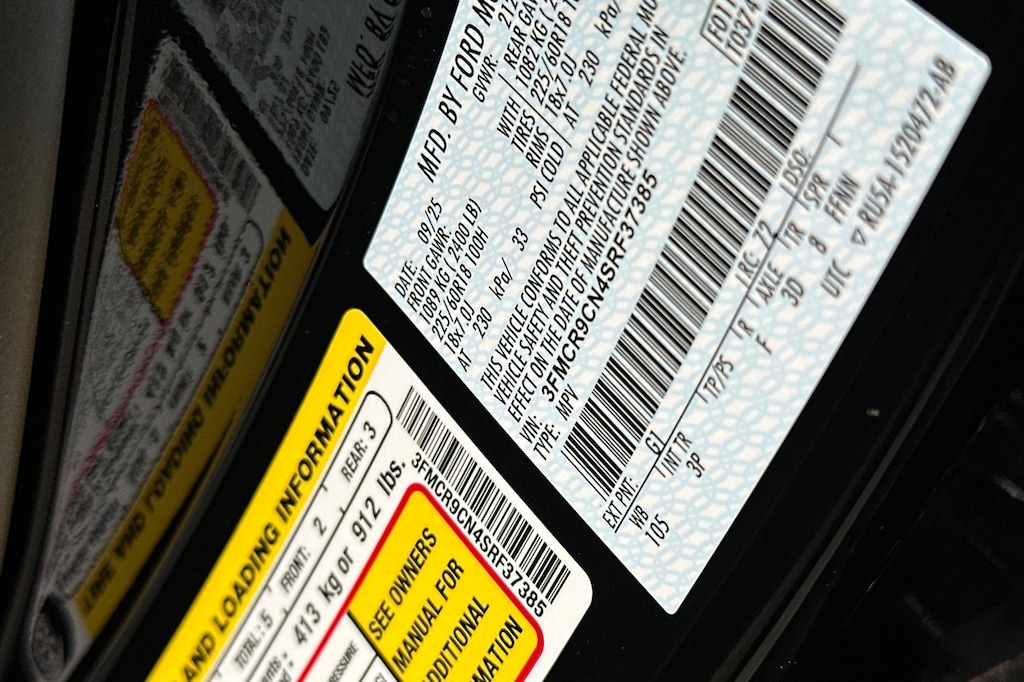 MFD. BY FORD MO
DATE: 09/25
GVWR: 212
FRONT GAWR:
REAR GA
1089 KG ( 2400 LB)
WITH
1082 KG ( 2
225/60R18 100H
TIRES
225/60R18 1
18x7.0J
RIMS
18x7.0J
AT 230 kPa/ 33 PSI COLD
AT 230 kPa/
THIS VEHICLE CONFORMS TO ALL APPLICABLE FEDERAL MO
VEHICLE SAFETY AND THEFT PREVENTION STANDARDS IN
EFFECT ON THE DATE OF MANUFACTURE SHOWN ABOVE.
VIN: 3FMCR9CN4SRF37385
TYPE: MPV
F01
10374
EXT PNT: G1 RC: 72 DSO:
WB INT TR TP/PS R AXLE TR SPR
105 3P F 3D 8 FFNN
UTC ▽ RU5A-1520472-AB
AND LOADING INFORMATION
TOTAL: 5 FRONT: 2 REAR: 3
413 kg or 912 lbs.
3FMCR9CN4SRF37385
SEE OWNERS
MANUAL FOR
ADDITIONAL